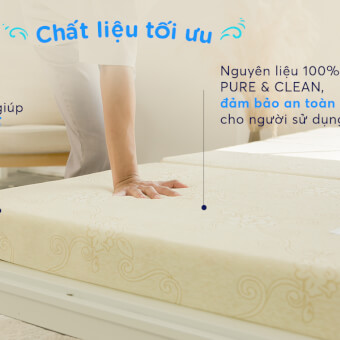 Chất liệu tối ưu
Nguyên liệu 100%
PURE & CLEAN,
đảm bảo an toàn
cho người sử dụng
giúp